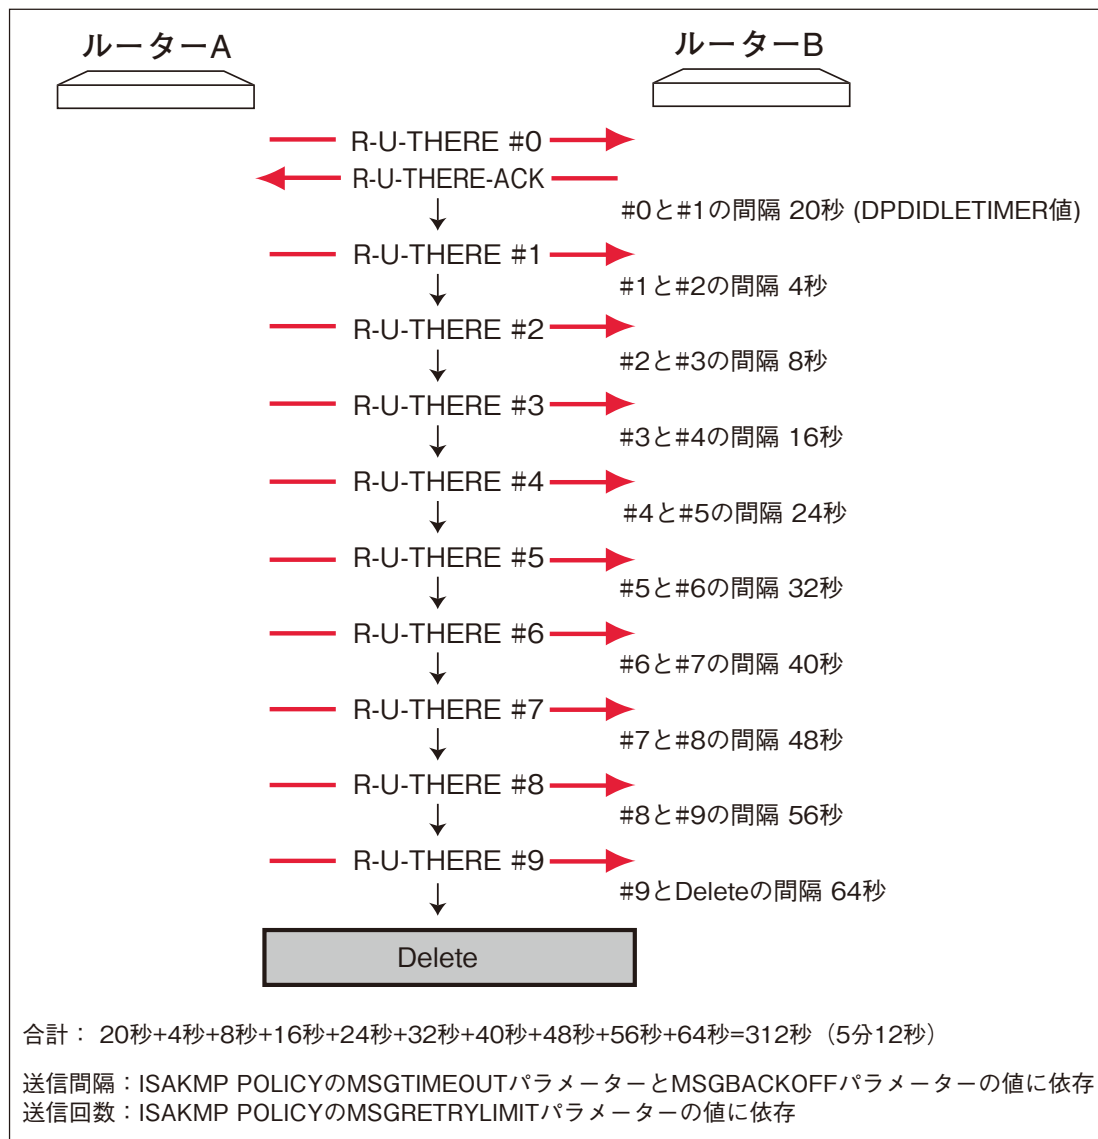 ルーターA
ルーターB
R-U-THERE #0
R-U-THERE-ACK
#0と#1の間隔 20秒 (DPDIDLETIMER値)
R-U-THERE #1
#1と#2の間隔 4秒
R-U-THERE #2
#2と#3の間隔 8秒
R-U-THERE #3
#3と#4の間隔 16秒
R-U-THERE #4
#4と#5の間隔 24秒
R-U-THERE #5
#5と#6の間隔 32秒
R-U-THERE #6
#6と#7の間隔 40秒
R-U-THERE #7
#7と#8の間隔 48秒
R-U-THERE #8
#8と#9の間隔 56秒
R-U-THERE #9
#9とDeleteの間隔 64秒
Delete
合計： 20秒+4秒+8秒+16秒+24秒+32秒+40秒+48秒+56秒+64秒=312秒（5分12秒）
送信間隔：ISAKMP POLICYのMSGTIMEOUTパラメーターとMSGBACKOFFパラメーターの値に依存
送信回数：ISAKMP POLICYのMSGRETRYLIMITパラメーターの値に依存